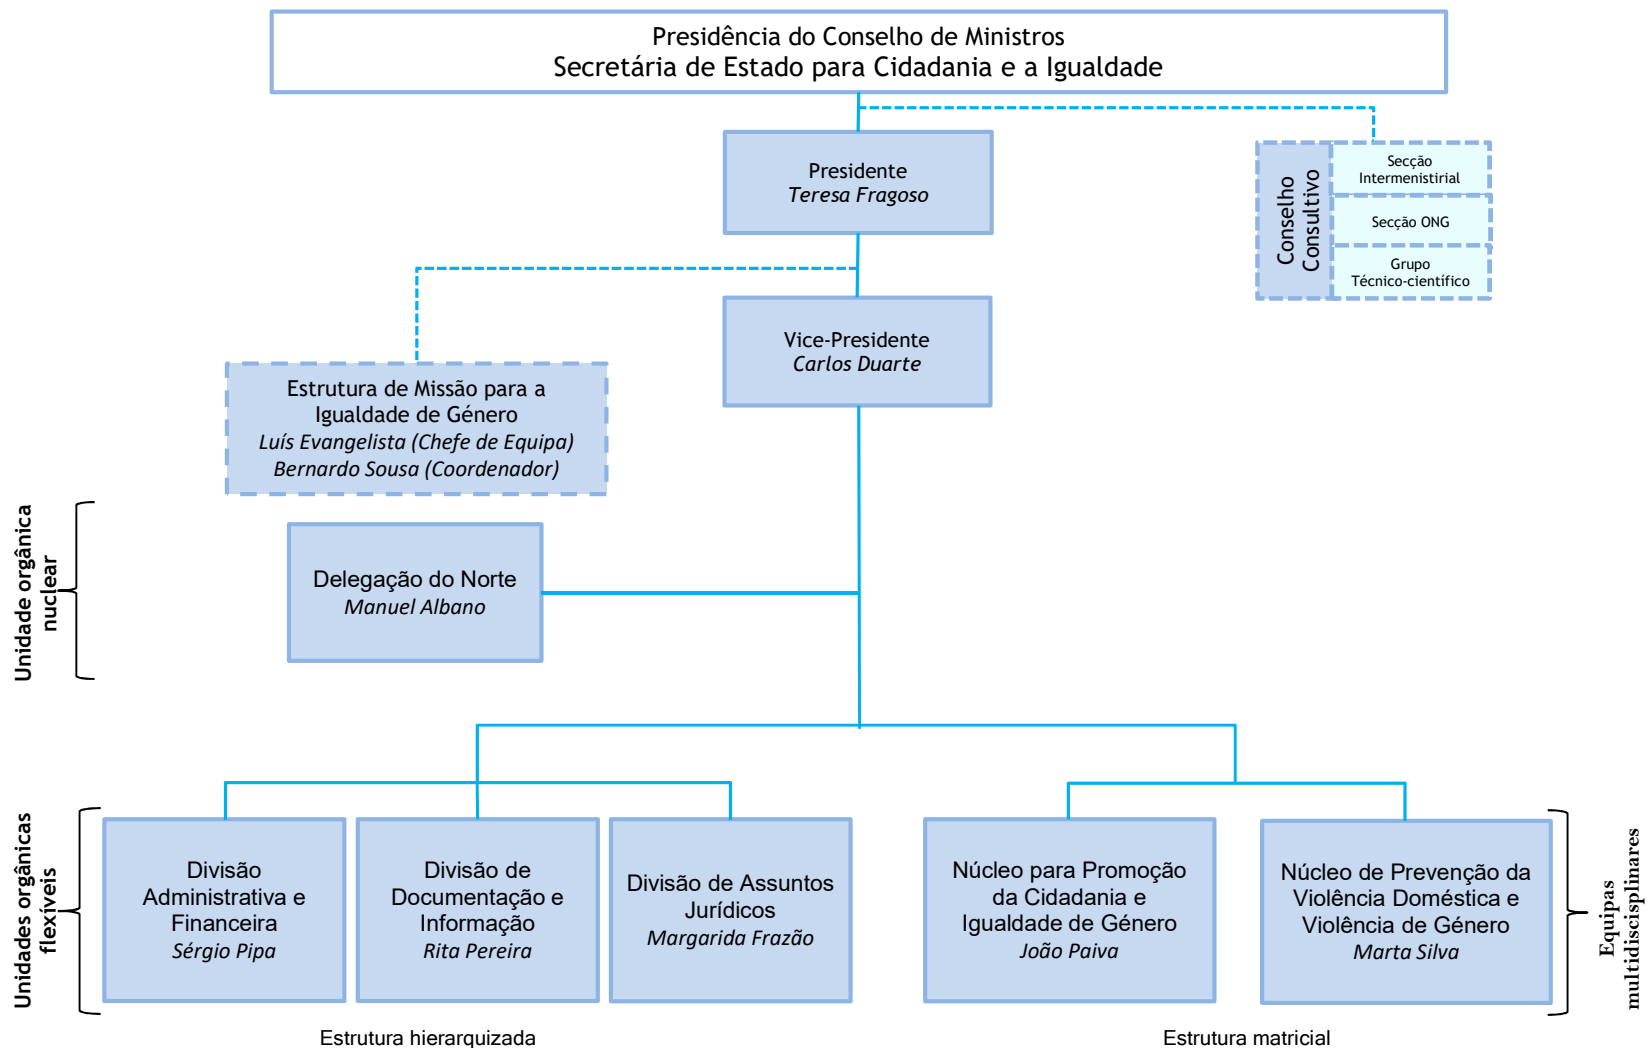 Presidência do Conselho de Ministros
Secretária de Estado para Cidadania e a Igualdade
Presidente
Teresa Fragoso
Conselho
Consultivo
Secção
Intermenistirial
Secção ONG
Grupo
Técnico-científico
Vice-Presidente
Carlos Duarte
Estrutura de Missão para a
Igualdade de Género
Luís Evangelista (Chefe de Equipa)
Bernardo Sousa (Coordenador)
Unidade orgânica
nuclear
Delegação do Norte
Manuel Albano
Unidades orgânicas
flexíveis
Divisão
Administrativa e
Financeira
Sérgio Pipa
Divisão de
Documentação e
Informação
Rita Pereira
Divisão de Assuntos
Jurídicos
Margarida Frazão
Núcleo para Promoção
da Cidadania e
Igualdade de Género
João Paiva
Núcleo de Prevenção da
Violência Doméstica e
Violência de Género
Marta Silva
Equipas
multidiscisplinares
Estrutura hierarquizada
Estrutura matricial